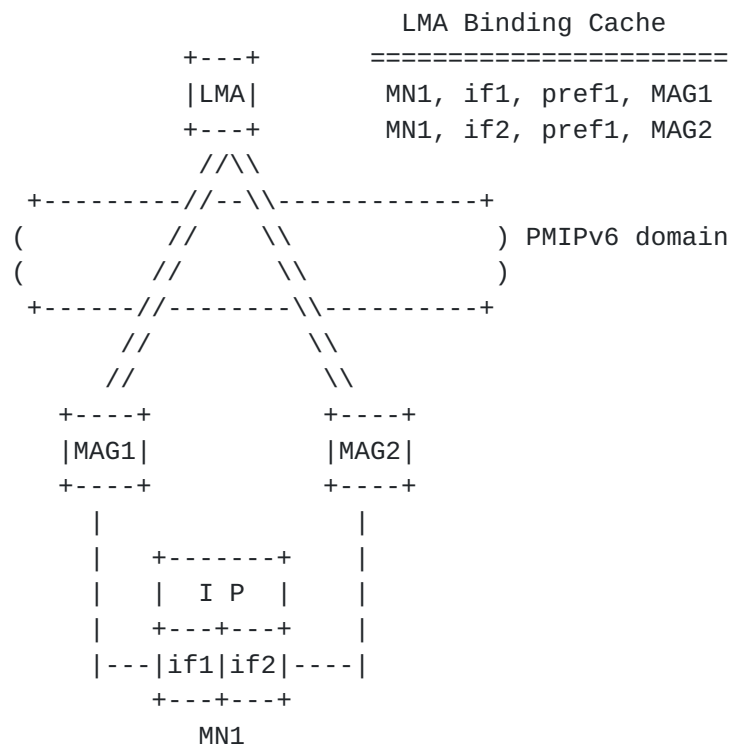 LMA Binding Cache
           +---+       =======================
           |LMA|        MN1, if1, pref1, MAG1
           +---+        MN1, if2, pref1, MAG2
            //\\
 +---------//--\\-------------+
(         //    \\             ) PMIPv6 domain
(        //      \\            )
 +------//--------\\----------+
       //          \\
      //            \\
   +----+           +----+
   |MAG1|           |MAG2|
   +----+           +----+
     |                |
     |   +-------+    |
     |   |  I P  |    |
     |   +---+---+    |
     |---|if1|if2|----|
         +---+---+
            MN1